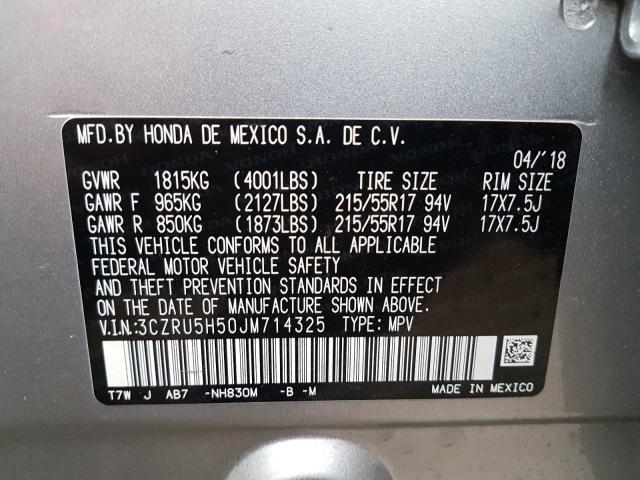 MFD.BY HONDA DE MEXICO S.A. DE C.V.
04/'18
GVWR 1815KG (4001LBS) TIRE SIZE RIM SIZE
GAWR F 965KG (2127LBS) 215/55R17 94V 17X7.5J
GAWR R 850KG (1873LBS) 215/55R17 94V 17X7.5J
THIS VEHICLE CONFORMS TO ALL APPLICABLE
FEDERAL MOTOR VEHICLE SAFETY
AND THEFT PREVENTION STANDARDS IN EFFECT
ON THE DATE OF MANUFACTURE SHOWN ABOVE.
V.I.N:3CZRU5H50JM714325 TYPE: MPV
T7W J AB7 -NH830M -B -M MADE IN MEXICO